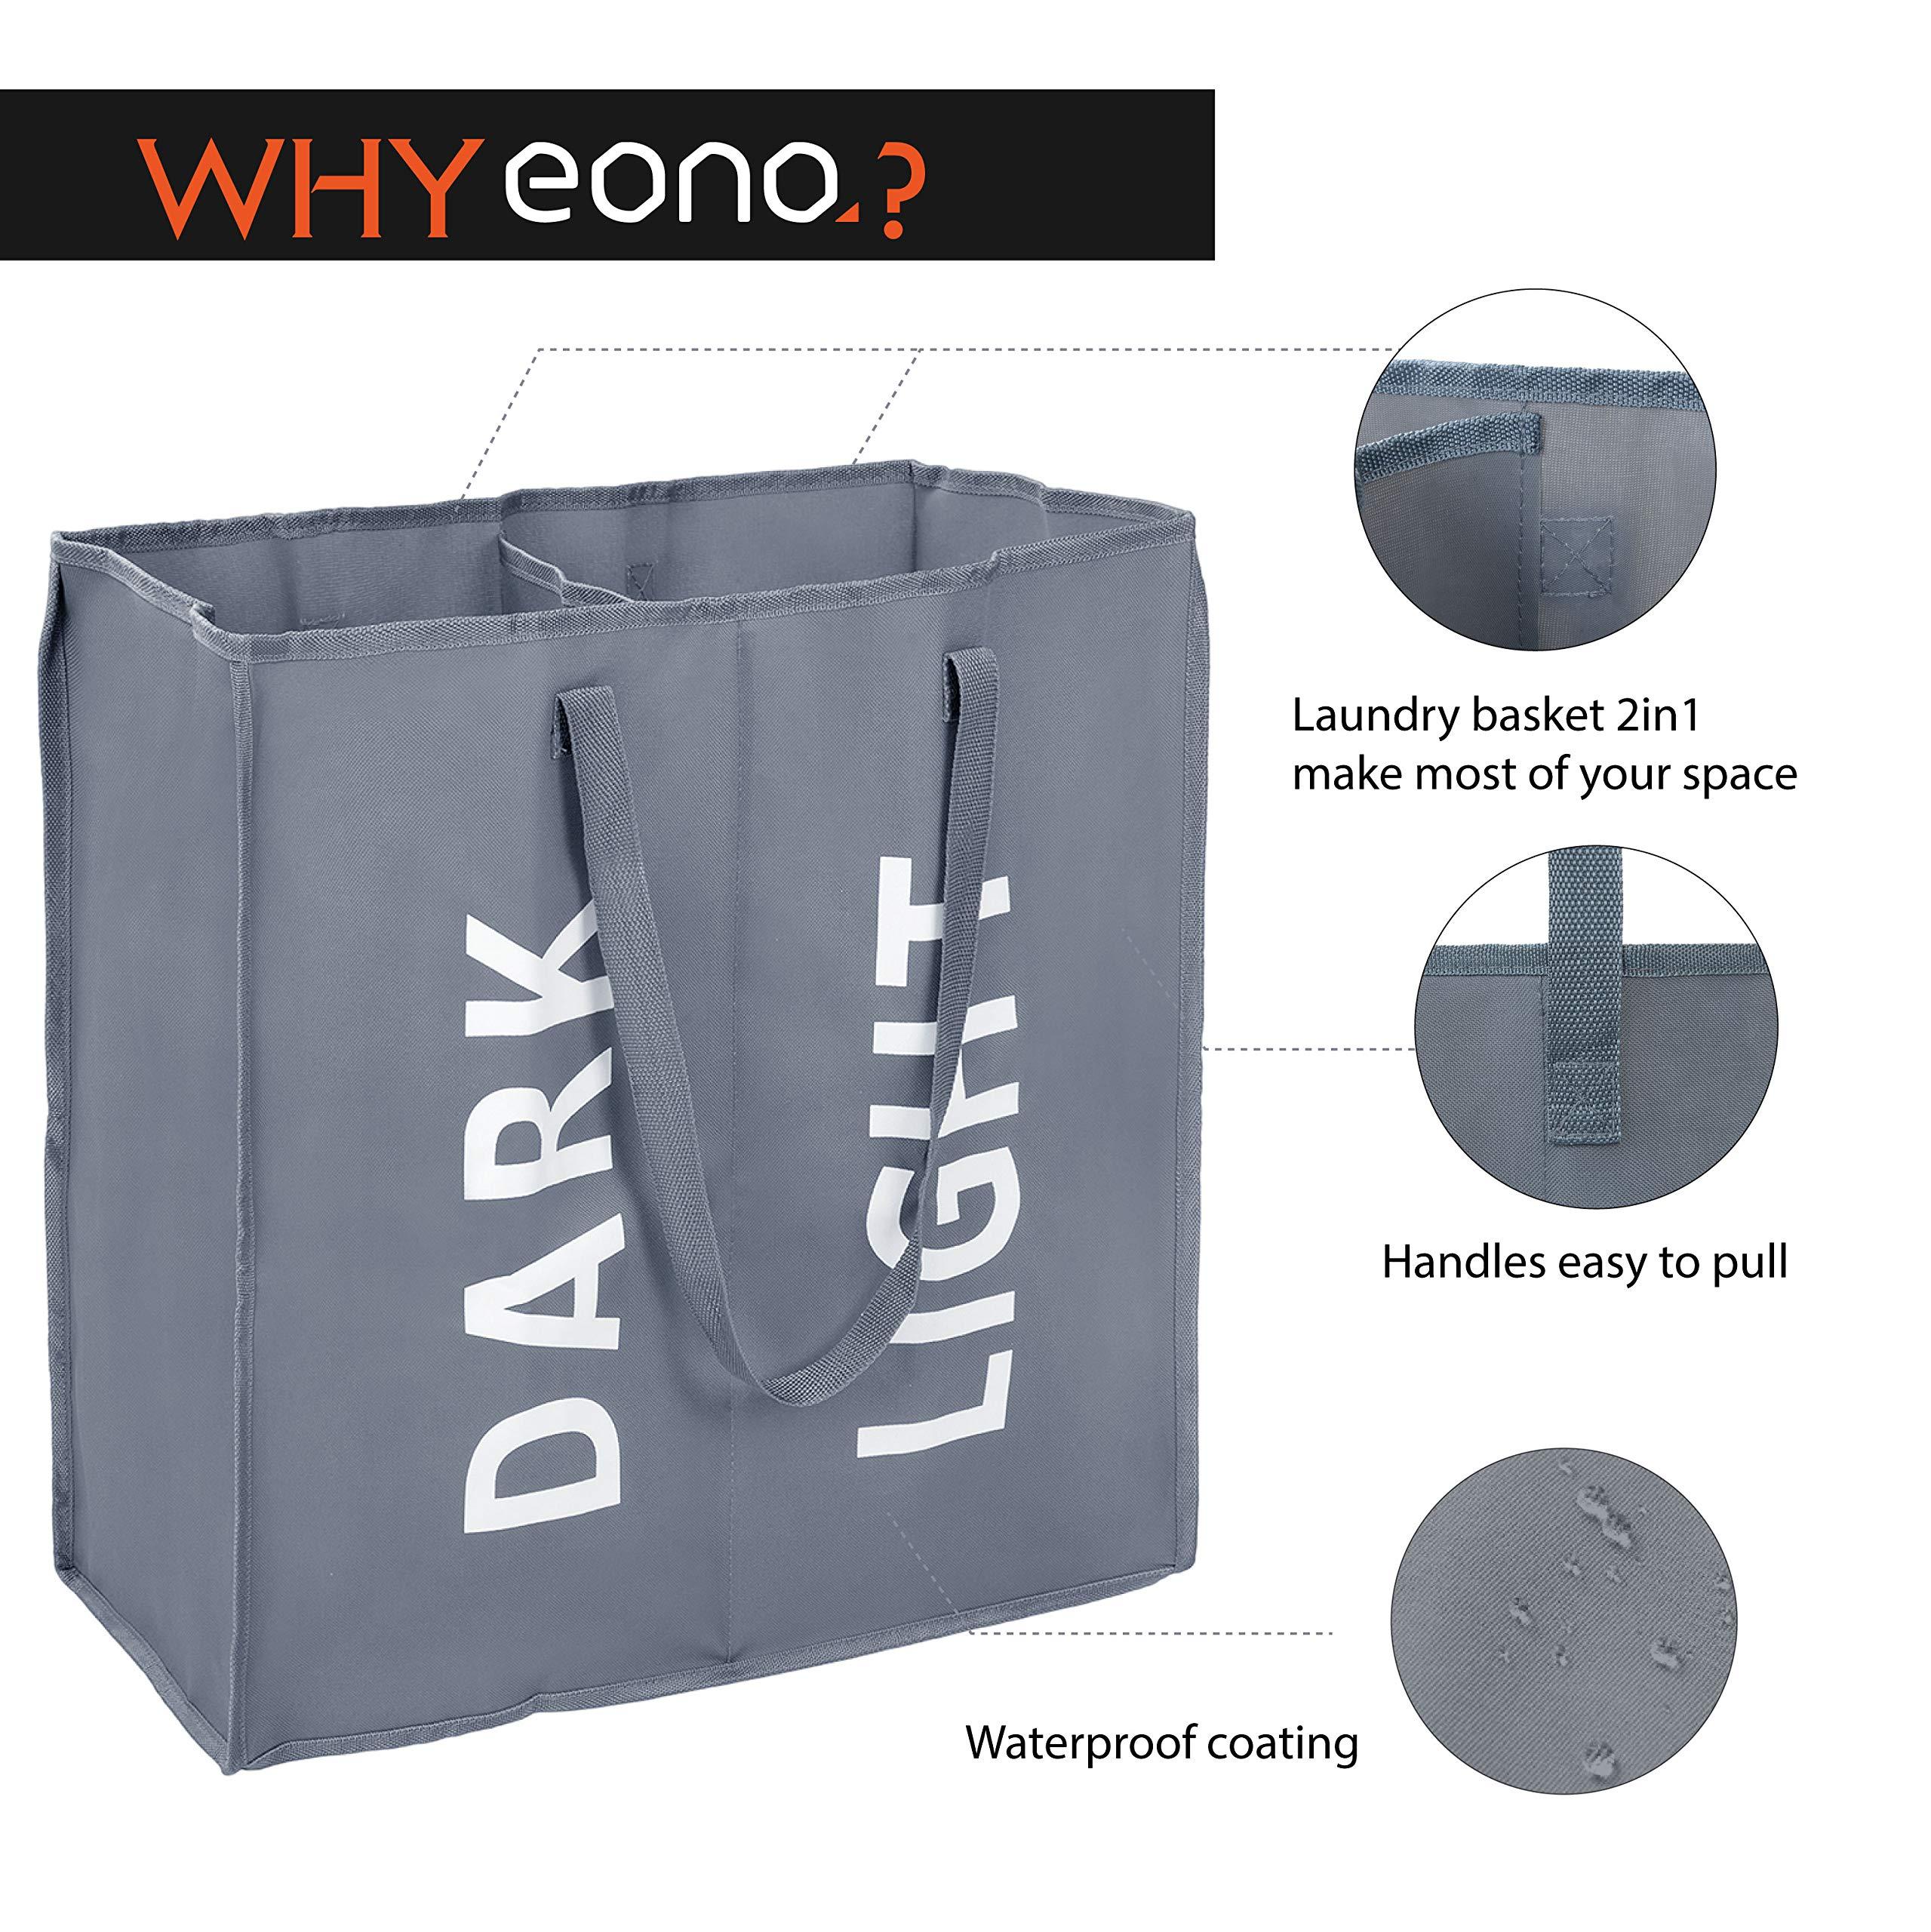 WHY eono.?
Laundry basket 2in1
make most of your space
DARK
LIGHT
Handles easy to pull
Waterproof coating